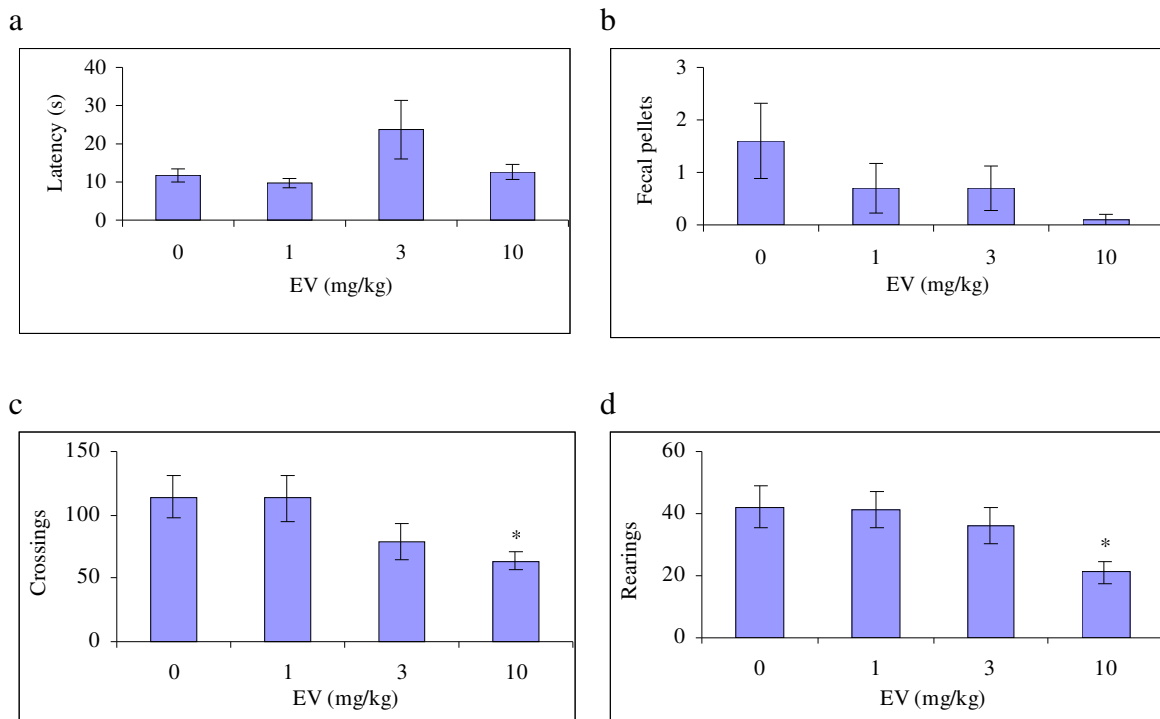 a
40
30
20
10
0
Latency (s)
0 1 3 10
EV (mg/kg)
b
3
2
1
0
Fecal pellets
0 1 3 10
EV (mg/kg)
c
150
100
50
0
Crossings
*
0 1 3 10
EV (mg/kg)
d
60
40
20
0
Rearings
*
0 1 3 10
EV (mg/kg)